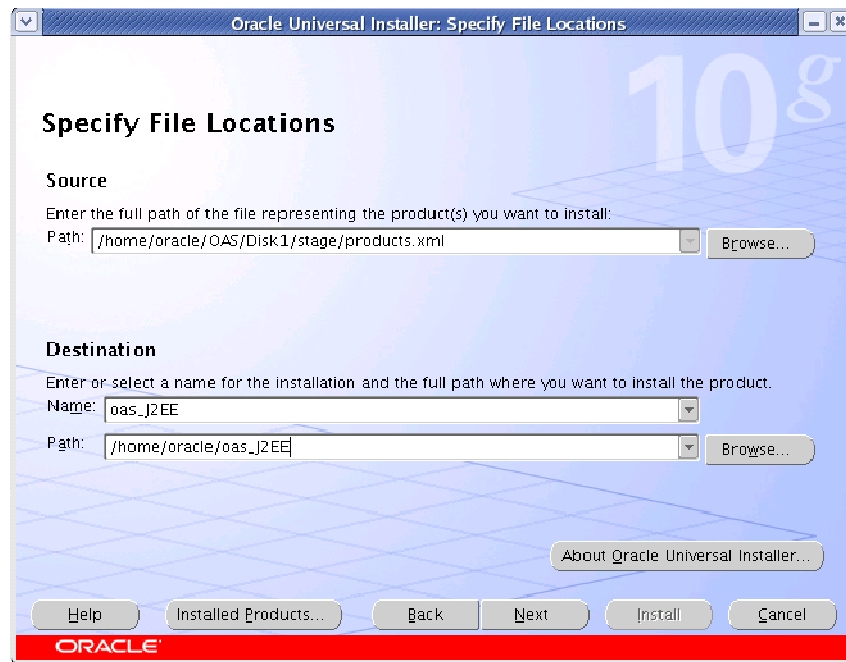 Oracle Universal Installer: Specify File Locations
10g
Specify File Locations
Source
Enter the full path of the file representing the product(s) you want to install:
Path: /home/oracle/OAS/Disk1/stage/products.xml Browse...
Destination
Enter or select a name for the installation and the full path where you want to install the product.
Name: oas_J2EE
Path: /home/oracle/oas_J2EE Browse...
About Oracle Universal Installer...
Help Installed Products... Back Next Install Cancel
ORACLE